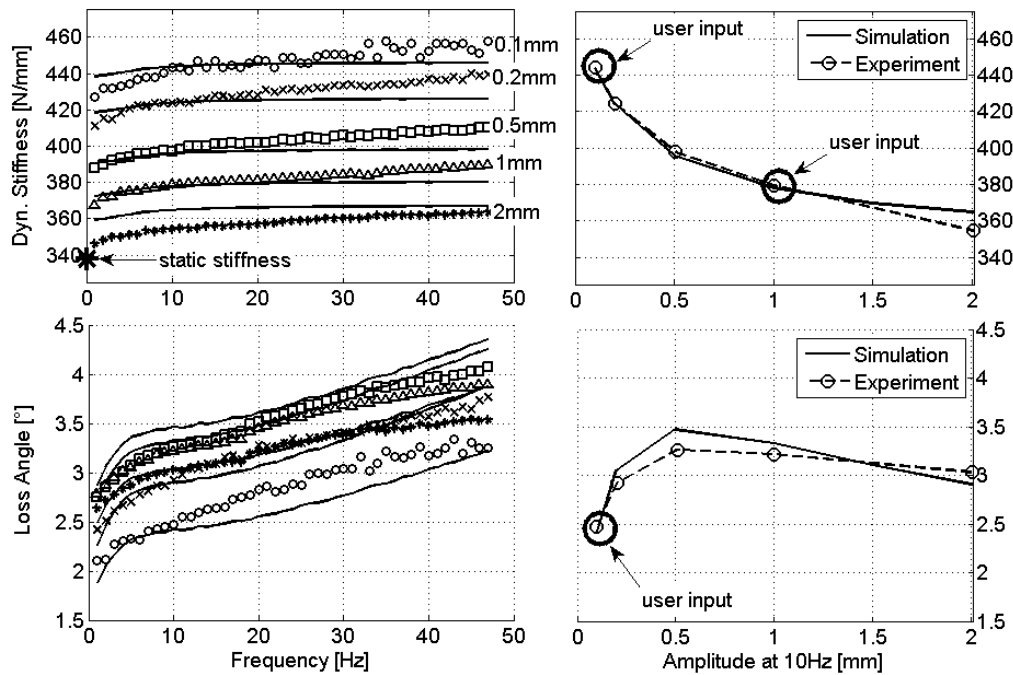 Dyn. Stiffness [N/mm]
460
440
420
400
380
360
340
0.1mm
0.2mm
0.5mm
1mm
2mm
static stiffness
0
10
20
30
40
50
user input
user input
Simulation
Experiment
460
440
420
400
380
360
340
0
0.5
1
1.5
2
Loss Angle [°]
4.5
4
3.5
3
2.5
2
1.5
0
10
20
30
40
50
Frequency [Hz]
Simulation
Experiment
user input
4.5
4
3.5
3
2.5
2
1.5
0
0.5
1
1.5
2
Amplitude at 10Hz [mm]